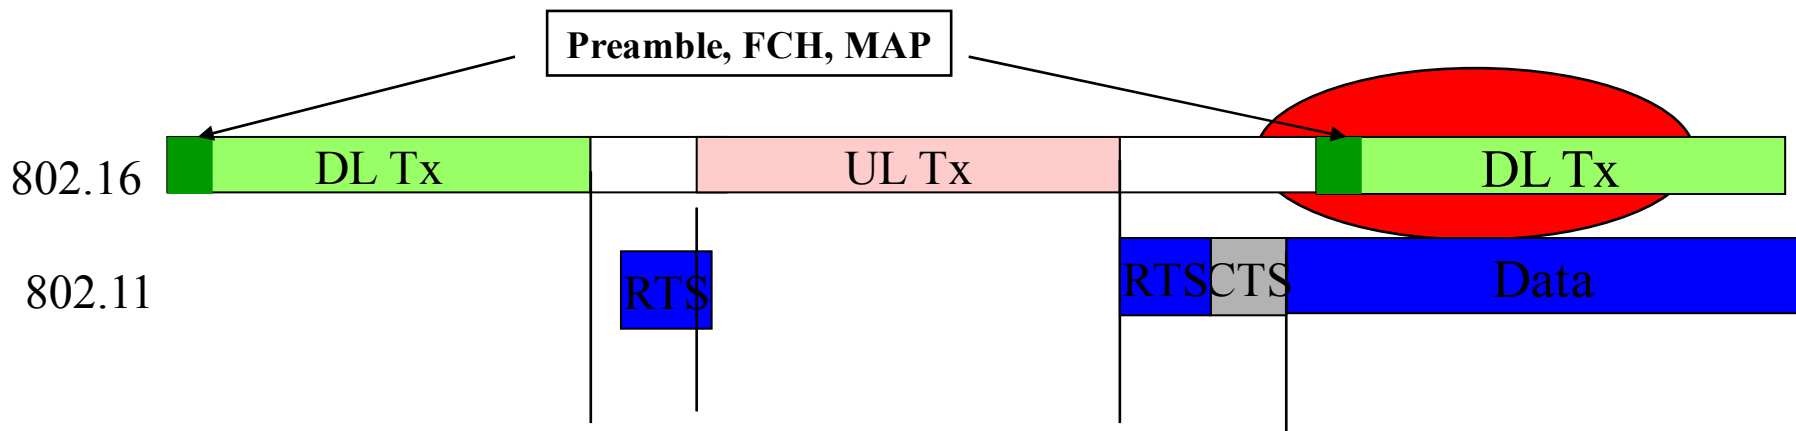 Preamble, FCH, MAP
802.16 DL Tx UL Tx DL Tx
802.11 RTS RTS CTS Data